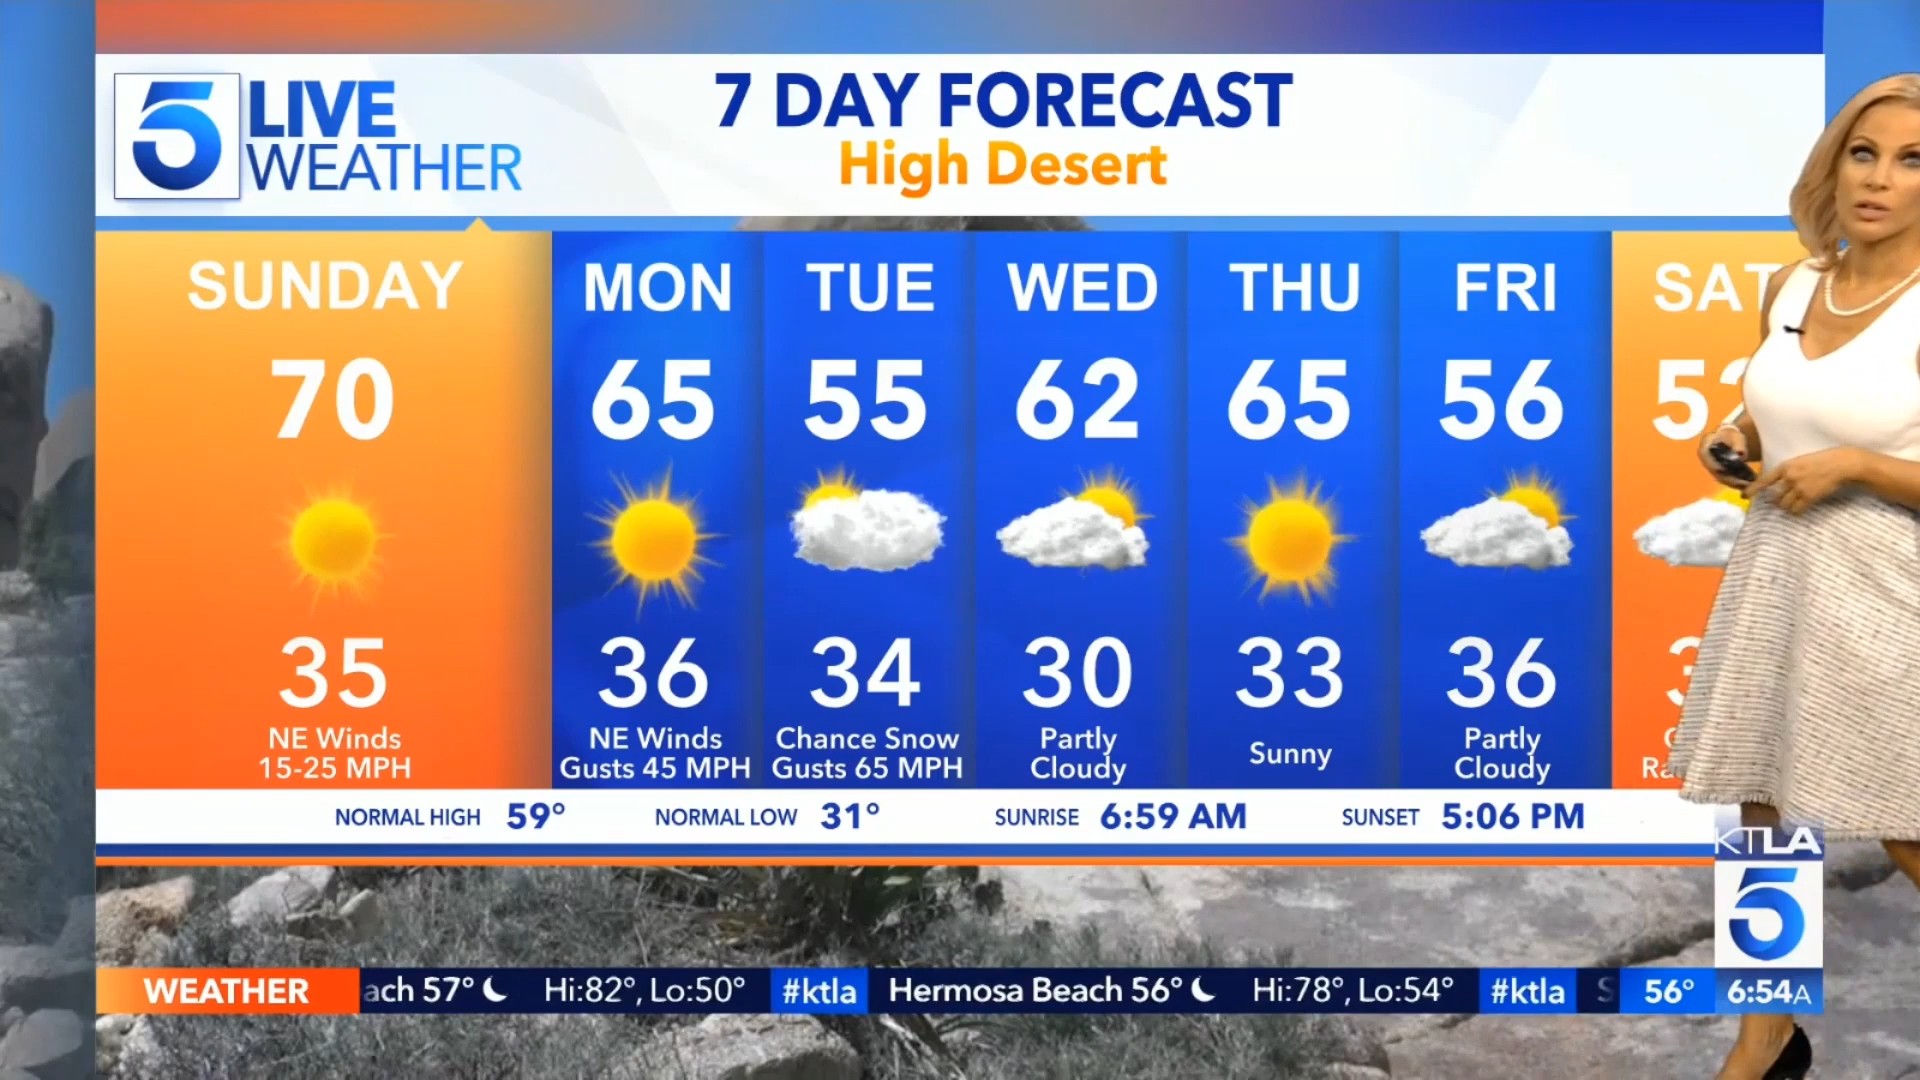 5 LIVE
WEATHER
7 DAY FORECAST
High Desert
SUNDAY
70
35
NE Winds
15-25 MPH
MON
65
36
NE Winds
Gusts 45 MPH
TUE
55
34
Chance Snow
Gusts 65 MPH
WED
62
30
Partly
Cloudy
THU
65
33
Sunny
FRI
56
36
Partly
Cloudy
SAT
NORMAL HIGH 59° NORMAL LOW 31° SUNRISE 6:59 AM SUNSET 5:06 PM
KTLA
5
WEATHER ach 57° Hi:82°, Lo:50° #ktla Hermosa Beach 56° Hi:78°, Lo:54° #ktla 56° 6:54A